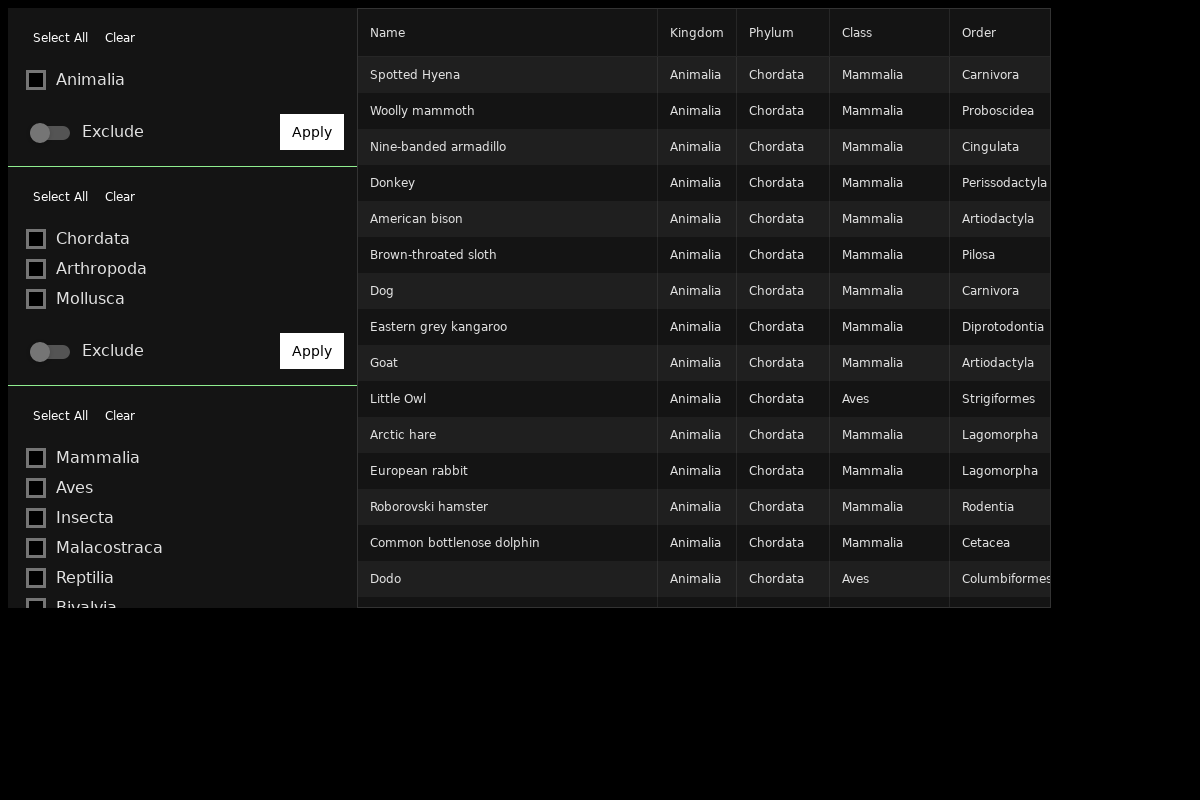 Select All Clear
Animalia
Exclude Apply
Select All Clear
Chordata
Arthropoda
Mollusca
Exclude Apply
Select All Clear
Mammalia
Aves
Insecta
Malacostraca
Reptilia
Bivalvia
Name Kingdom Phylum Class Order
Spotted Hyena Animalia Chordata Mammalia Carnivora
Woolly mammoth Animalia Chordata Mammalia Proboscidea
Nine-banded armadillo Animalia Chordata Mammalia Cingulata
Donkey Animalia Chordata Mammalia Perissodactyla
American bison Animalia Chordata Mammalia Artiodactyla
Brown-throated sloth Animalia Chordata Mammalia Pilosa
Dog Animalia Chordata Mammalia Carnivora
Eastern grey kangaroo Animalia Chordata Mammalia Diprotodontia
Goat Animalia Chordata Mammalia Artiodactyla
Little Owl Animalia Chordata Aves Strigiformes
Arctic hare Animalia Chordata Mammalia Lagomorpha
European rabbit Animalia Chordata Mammalia Lagomorpha
Roborovski hamster Animalia Chordata Mammalia Rodentia
Common bottlenose dolphin Animalia Chordata Mammalia Cetacea
Dodo Animalia Chordata Aves Columbiformes